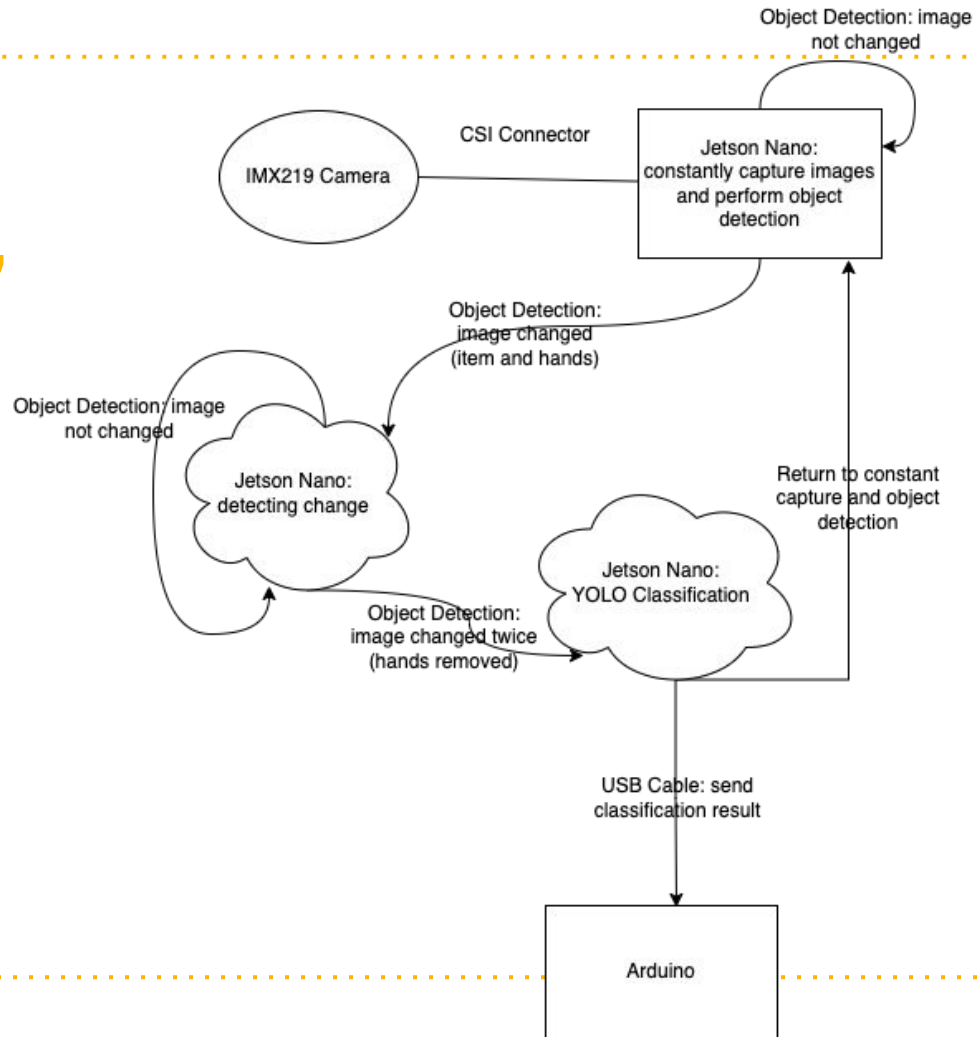 Object Detection: image
not changed
CSI Connector
IMX219 Camera
Jetson Nano:
constantly capture images
and perform object
detection
Object Detection:
image changed
(item and hands)
Object Detection: image
not changed
Jetson Nano:
detecting change
Return to constant
capture and object
detection
Jetson Nano:
YOLO Classification
Object Detection:
image changed twice
(hands removed)
USB Cable: send
classification result
Arduino